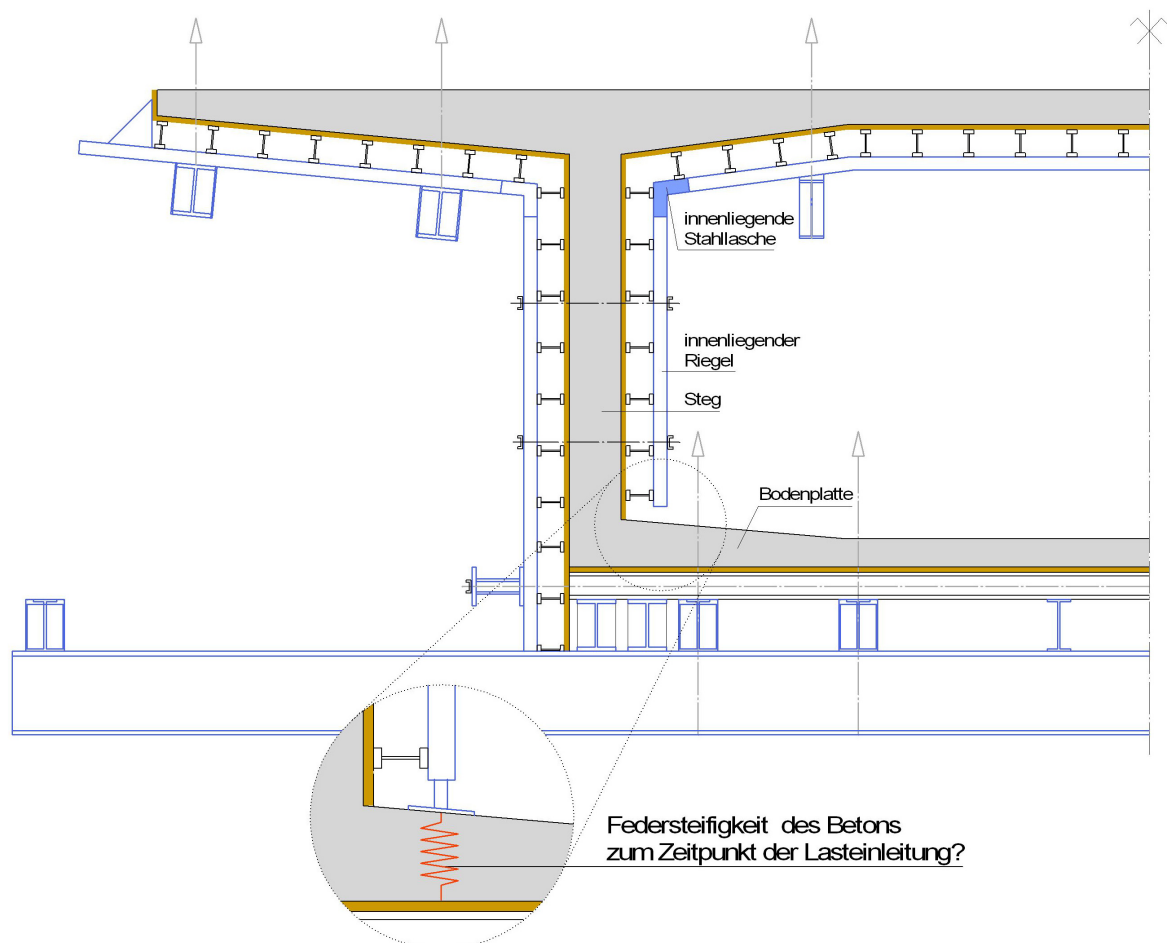 innenliegende
Stahllasche
innenliegender
Riegel
Steg
Bodenplatte
Federsteifigkeit des Betons
zum Zeitpunkt der Lasteinleitung?